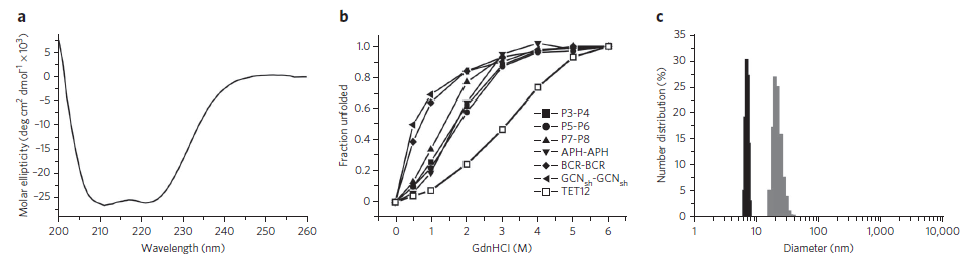 a
Molar ellipticity (deg cm² dmol⁻¹ × 10³)
5
0
−5
−10
−15
−20
−25
200 210 220 230 240 250 260
Wavelength (nm)
b
Fraction unfolded
1.0
0.8
0.6
0.4
0.2
0
0 1 2 3 4 5 6
GdnHCl (M)
P3-P4
P5-P6
P7-P8
APH-APH
BCR-BCR
GCNsh-GCNsh
TET12
c
Number distribution (%)
35
30
25
20
15
10
5
0
1 10 100 1,000 10,000
Diameter (nm)